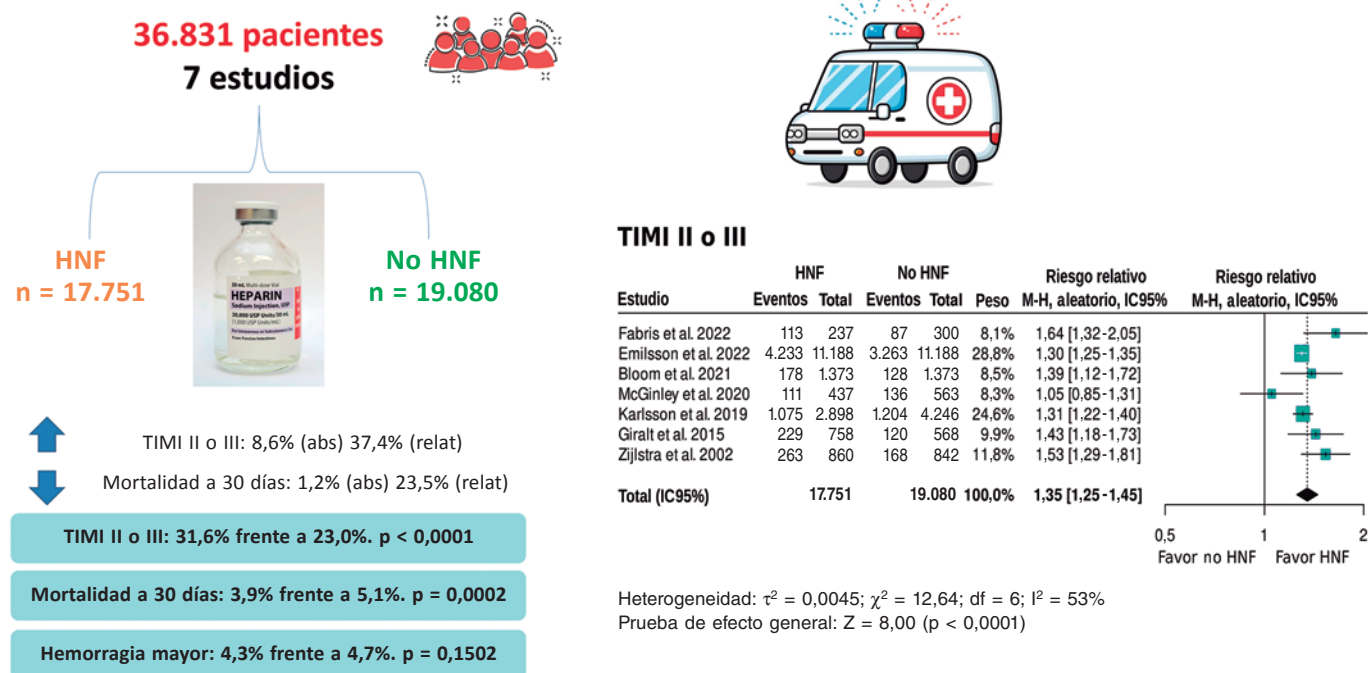 36.831 pacientes
7 estudios
HNF
n = 17.751
No HNF
n = 19.080
HEPARIN
Sodium Injection, USP
TIMI II o III: 8,6% (abs) 37,4% (relat)
Mortalidad a 30 días: 1,2% (abs) 23,5% (relat)
TIMI II o III: 31,6% frente a 23,0%. p < 0,0001
Mortalidad a 30 días: 3,9% frente a 5,1%. p = 0,0002
Hemorragia mayor: 4,3% frente a 4,7%. p = 0,1502
TIMI II o III
HNF No HNF Riesgo relativo Riesgo relativo
Estudio Eventos Total Eventos Total Peso M-H, aleatorio, IC95% M-H, aleatorio, IC95%
Fabris et al. 2022 113 237 87 300 8,1% 1,64 [1,32-2,05]
Emilsson et al. 2022 4.233 11.188 3.263 11.188 28,8% 1,30 [1,25-1,35]
Bloom et al. 2021 178 1.373 128 1.373 8,5% 1,39 [1,12-1,72]
McGinley et al. 2020 111 437 136 563 8,3% 1,05 [0,85-1,31]
Karlsson et al. 2019 1.075 2.898 1.204 4.246 24,6% 1,31 [1,22-1,40]
Giralt et al. 2015 229 758 120 568 9,9% 1,43 [1,18-1,73]
Zijlstra et al. 2002 263 860 168 842 11,8% 1,53 [1,29-1,81]
Total (IC95%) 17.751 19.080 100,0% 1,35 [1,25-1,45]
0,5 1 2
Favor no HNF Favor HNF
Heterogeneidad: τ² = 0,0045; χ² = 12,64; df = 6; I² = 53%
Prueba de efecto general: Z = 8,00 (p < 0,0001)